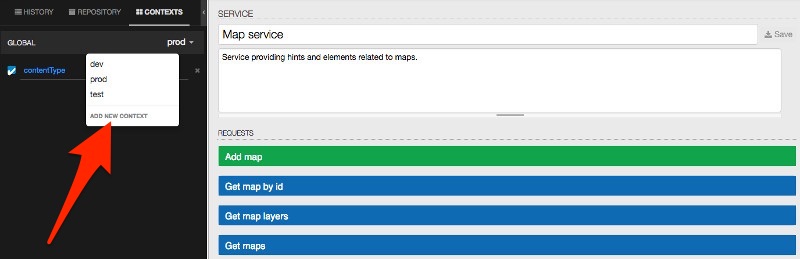 HISTORY REPOSITORY CONTEXTS
GLOBAL prod
dev
prod
test
ADD NEW CONTEXT
contentType
SERVICE
Map service
Save
Service providing hints and elements related to maps.
REQUESTS
Add map
Get map by id
Get map layers
Get maps